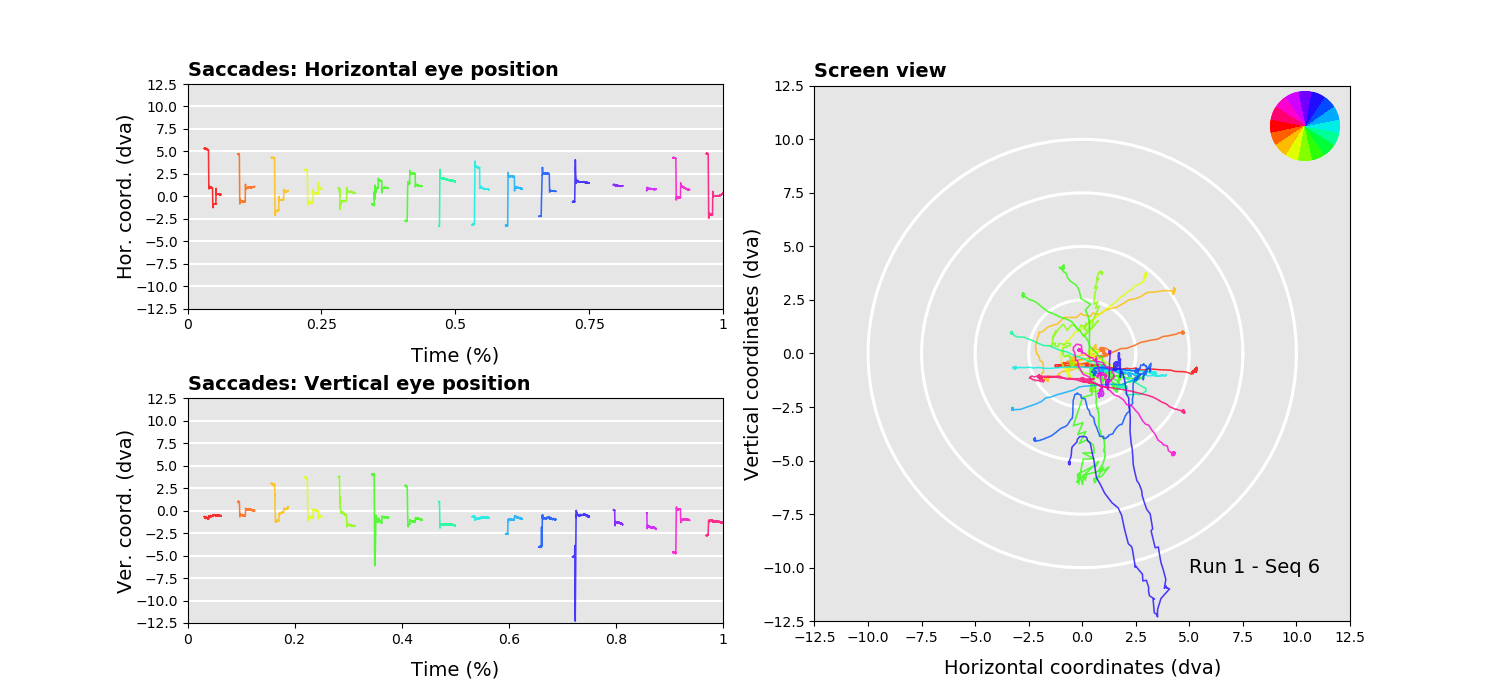 Saccades: Horizontal eye position
Hor. coord. (dva)
12.5
10.0
7.5
5.0
2.5
0.0
−2.5
−5.0
−7.5
−10.0
−12.5
0 0.25 0.5 0.75 1
Time (%)
Saccades: Vertical eye position
Ver. coord. (dva)
12.5
10.0
7.5
5.0
2.5
0.0
−2.5
−5.0
−7.5
−10.0
−12.5
0 0.2 0.4 0.6 0.8 1
Time (%)
Screen view
Vertical coordinates (dva)
12.5
10.0
7.5
5.0
2.5
0.0
−2.5
−5.0
−7.5
−10.0
−12.5
Run 1 - Seq 6
−12.5 −10.0 −7.5 −5.0 −2.5 0.0 2.5 5.0 7.5 10.0 12.5
Horizontal coordinates (dva)